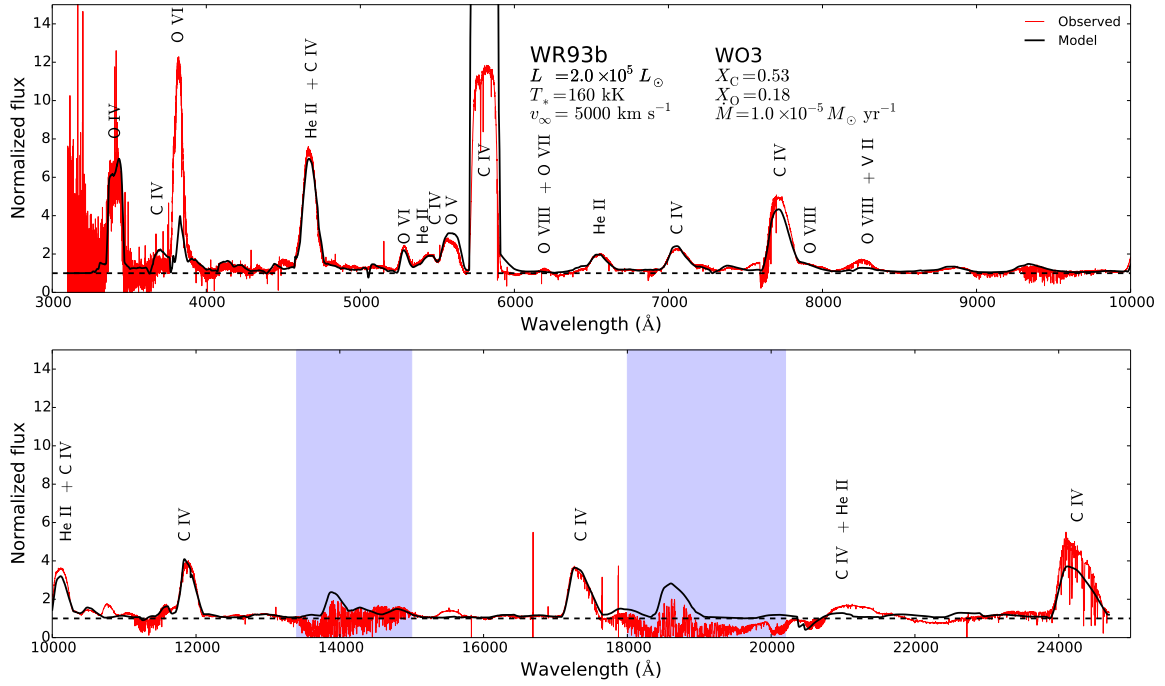 Normalized flux
14
12
10
8
6
4
2
0
O IV
C IV
O VI
He II + C IV
O VI
He II
C IV
O V
C IV
O VIII + O VII
He II
C IV
C IV
O VIII
O VIII + V II
WR93b
L =2.0 ×10⁵ L☉
T* =160 kK
v∞ = 5000 km s⁻¹
WO3
X_C=0.53
X_O=0.18
Ṁ=1.0 ×10⁻⁵ M☉ yr⁻¹
Observed
Model
3000 4000 5000 6000 7000 8000 9000 10000
Wavelength (Å)
Normalized flux
14
12
10
8
6
4
2
0
He II + C IV
C IV
C IV
C IV + He II
C IV
10000 12000 14000 16000 18000 20000 22000 24000
Wavelength (Å)